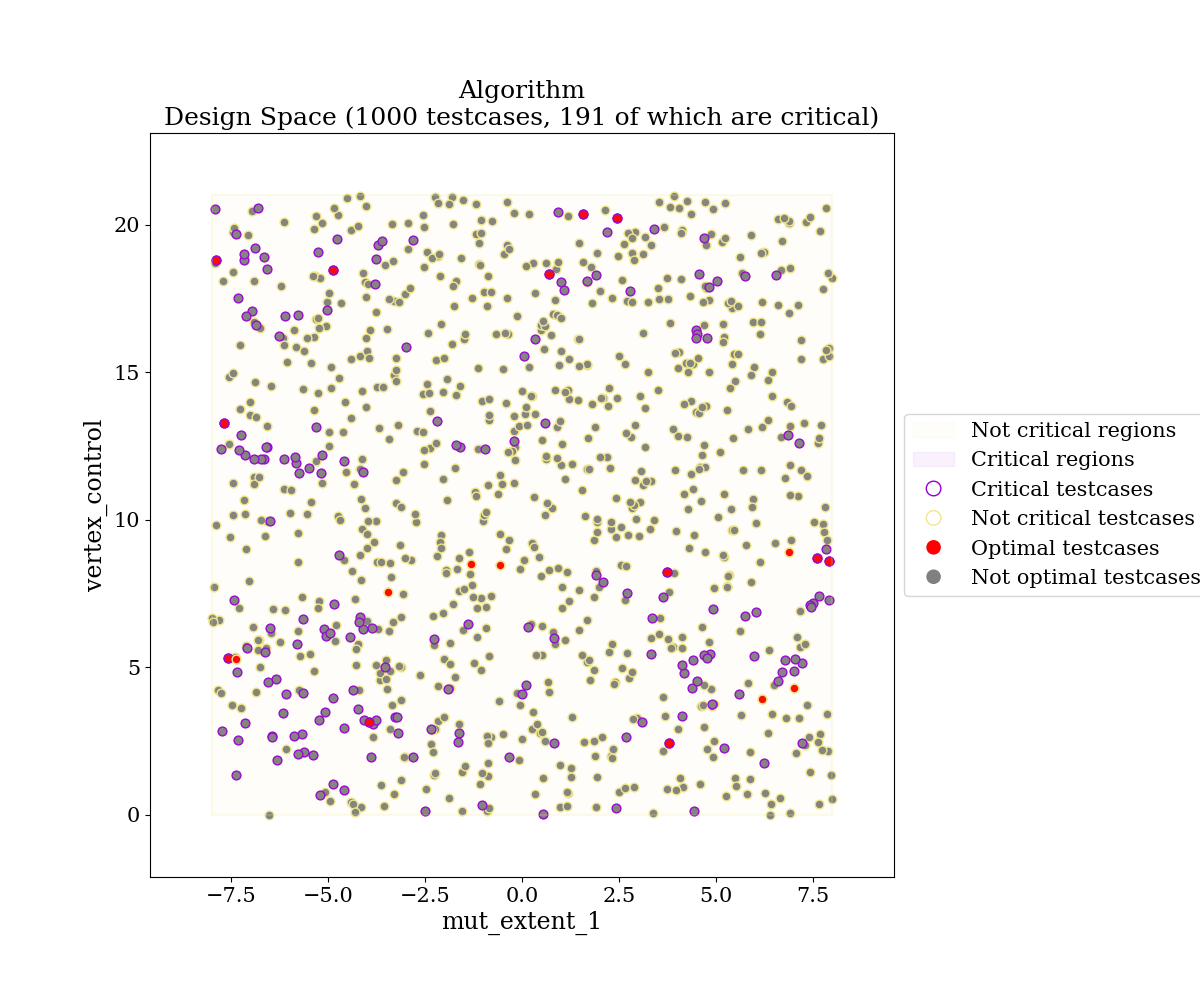 Algorithm
Design Space (1000 testcases, 191 of which are critical)
20
15
10
5
0
vertex_control
−7.5 −5.0 −2.5 0.0 2.5 5.0 7.5
mut_extent_1
Not critical regions
Critical regions
Critical testcases
Not critical testcases
Optimal testcases
Not optimal testcases